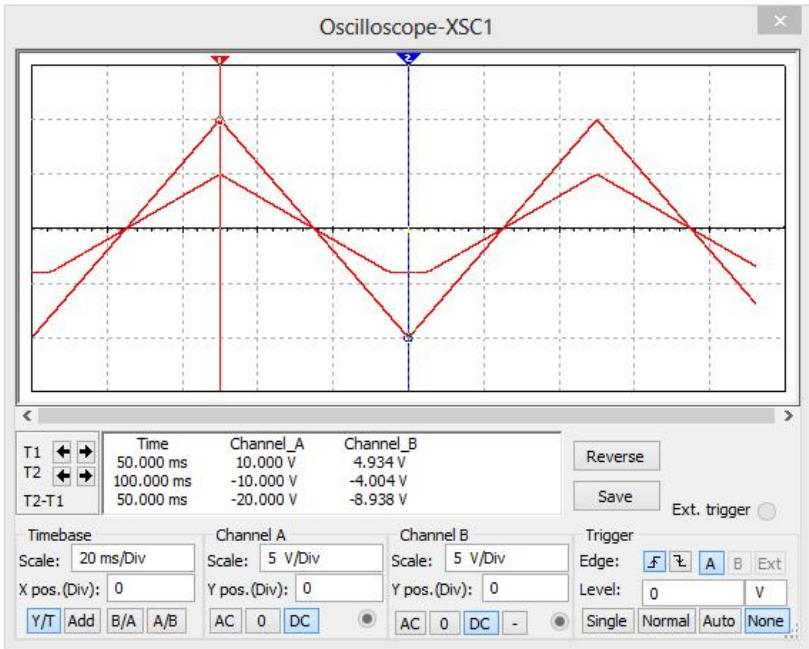 Oscilloscope-XSC1
×
1 2
Time Channel_A Channel_B
T1 50.000 ms 10.000 V 4.934 V
T2 100.000 ms -10.000 V -4.004 V
T2-T1 50.000 ms -20.000 V -8.938 V
Reverse
Save
Ext. trigger
Timebase
Scale: 20 ms/Div
X pos.(Div): 0
Y/T Add B/A A/B
Channel A
Scale: 5 V/Div
Y pos.(Div): 0
AC 0 DC
Channel B
Scale: 5 V/Div
Y pos.(Div): 0
AC 0 DC -
Trigger
Edge: A B Ext
Level: 0 V
Single Normal Auto None